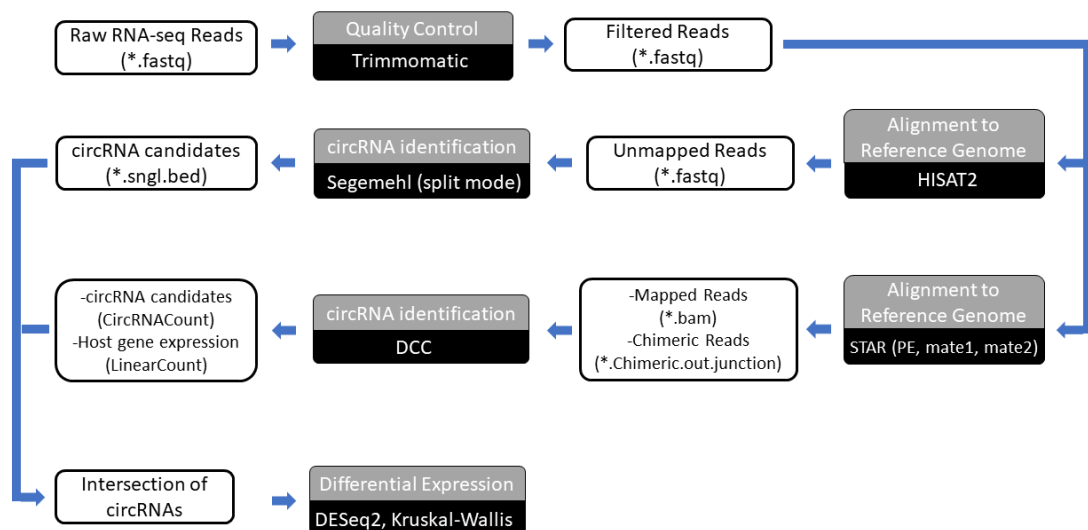 Raw RNA-seq Reads
(*.fastq)
Quality Control
Trimmomatic
Filtered Reads
(*.fastq)
circRNA candidates
(*.sngl.bed)
circRNA identification
Segemehl (split mode)
Unmapped Reads
(*.fastq)
Alignment to
Reference Genome
HISAT2
-circRNA candidates
(CircRNACount)
-Host gene expression
(LinearCount)
circRNA identification
DCC
-Mapped Reads
(*.bam)
-Chimeric Reads
(*.Chimeric.out.junction)
Alignment to
Reference Genome
STAR (PE, mate1, mate2)
Intersection of
circRNAs
Differential Expression
DESeq2, Kruskal-Wallis